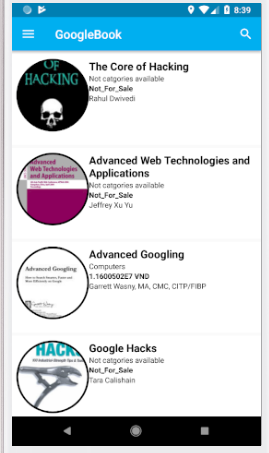 8:39
GoogleBook
OF
HACKING
The Core of Hacking
Not catgories available
Not_For_Sale
Rahul Dwivedi
Advanced
Web Technologies
and Applications
Advanced Web Technologies and
Applications
Not catgories available
Not_For_Sale
Jeffrey Xu Yu
Advanced Googling
Advanced Googling
Computers
1.1600502E7 VND
Garrett Wasny, MA, CMC, CITP/FIBP
HACK
Google Hacks
Not catgories available
Not_For_Sale
Tara Calishain